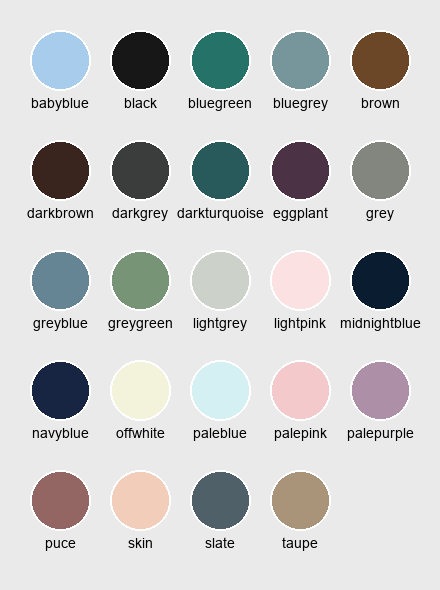 babyblue black bluegreen bluegrey brown
darkbrown darkgrey darkturquoise eggplant grey
greyblue greygreen lightgrey lightpink midnightblue
navyblue offwhite paleblue palepink palepurple
puce skin slate taupe